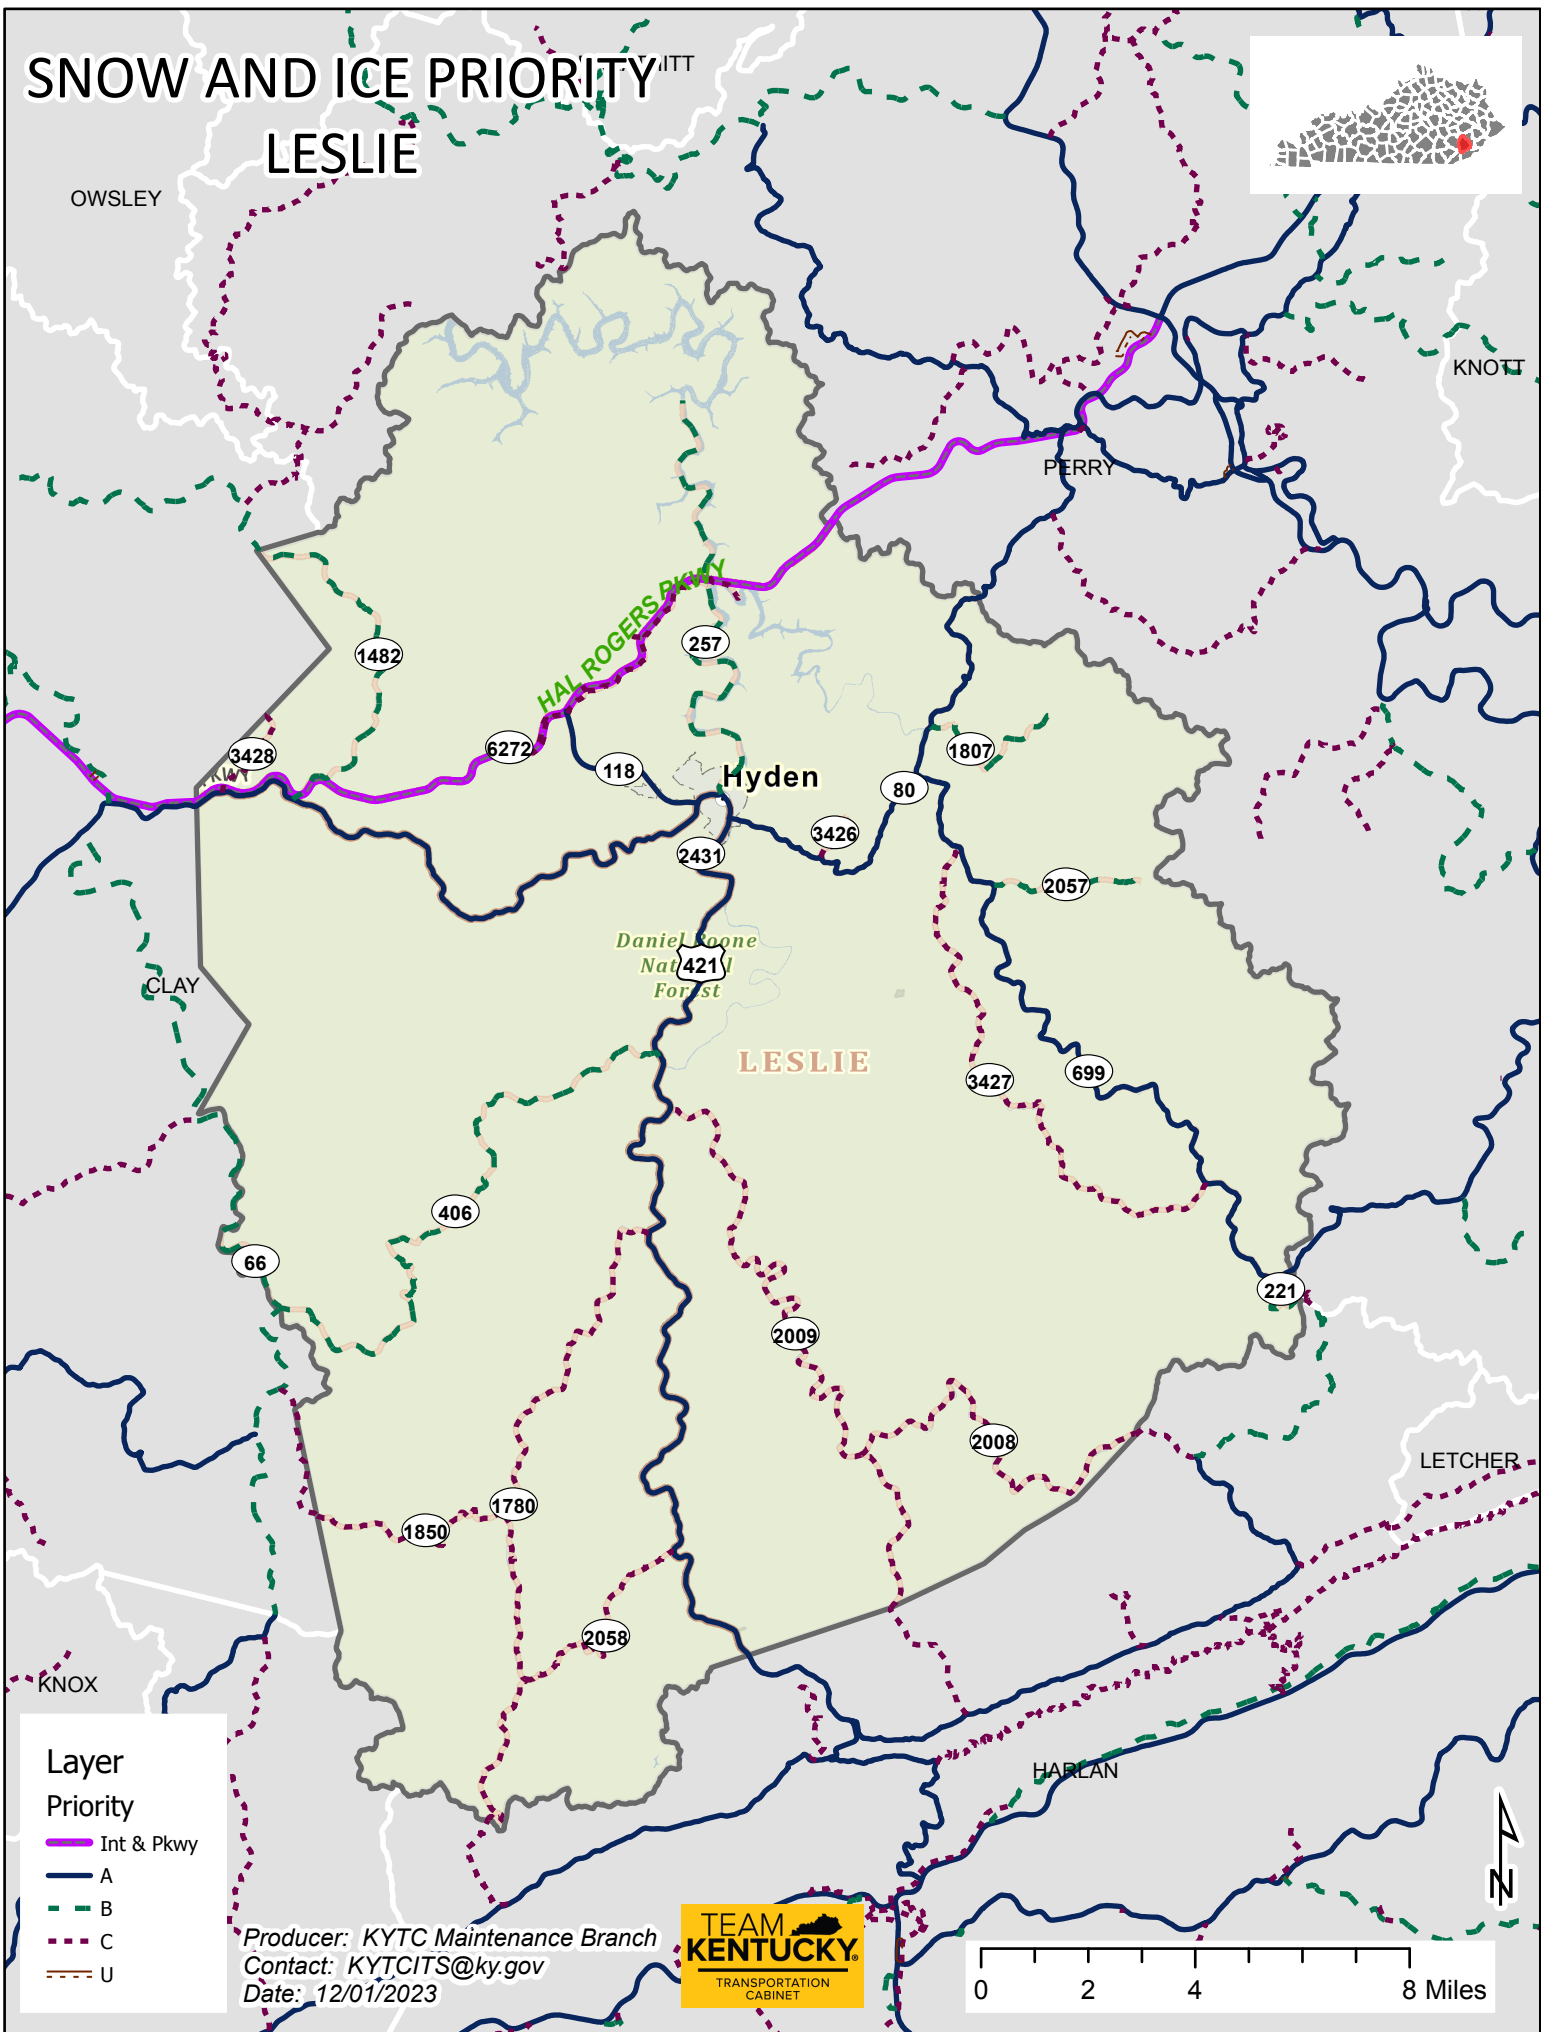 SNOW AND ICE PRIORITY
LESLIE
OWSLEY
KNOTT
PERRY
HAL ROGERS PKWY
257
1482
3428
6272
118
Hyden
1807
80
3426
2431
2057
Daniel Boone
421
Forest
CLAY
LESLIE
3427
699
406
66
221
2009
2008
LETCHER
1780
1850
2058
KNOX
HARLAN
Layer
Priority
Int & Pkwy
A
B
C
U
Producer: KYTC Maintenance Branch
Contact: KYTCITS@ky.gov
Date: 12/01/2023
TEAM
KENTUCKY®
TRANSPORTATION
CABINET
N
0 2 4 8 Miles